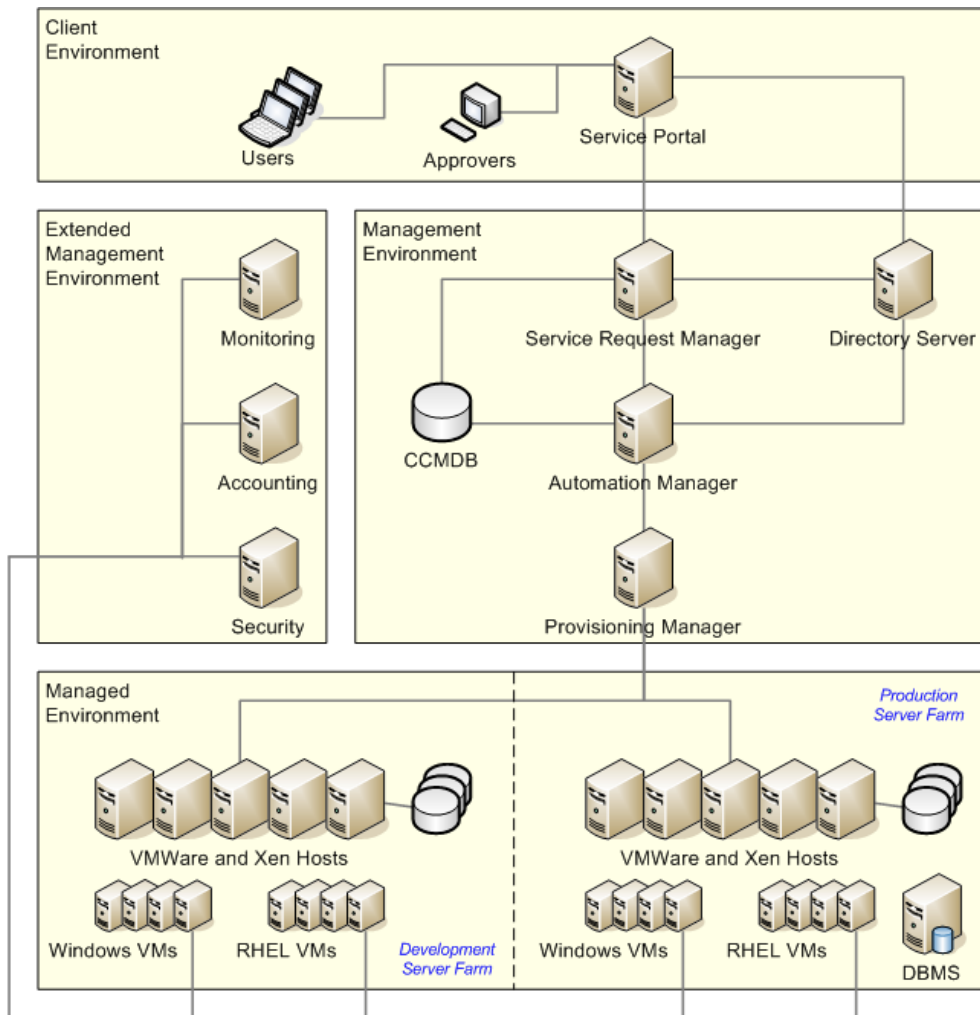 Client
Environment
Users
Approvers
Service Portal
Extended
Management
Environment
Monitoring
Accounting
Security
Management
Environment
Service Request Manager
Directory Server
CCMDB
Automation Manager
Provisioning Manager
Managed
Environment
Production
Server Farm
VMWare and Xen Hosts
VMWare and Xen Hosts
Windows VMs
RHEL VMs
Development
Server Farm
Windows VMs
RHEL VMs
DBMS